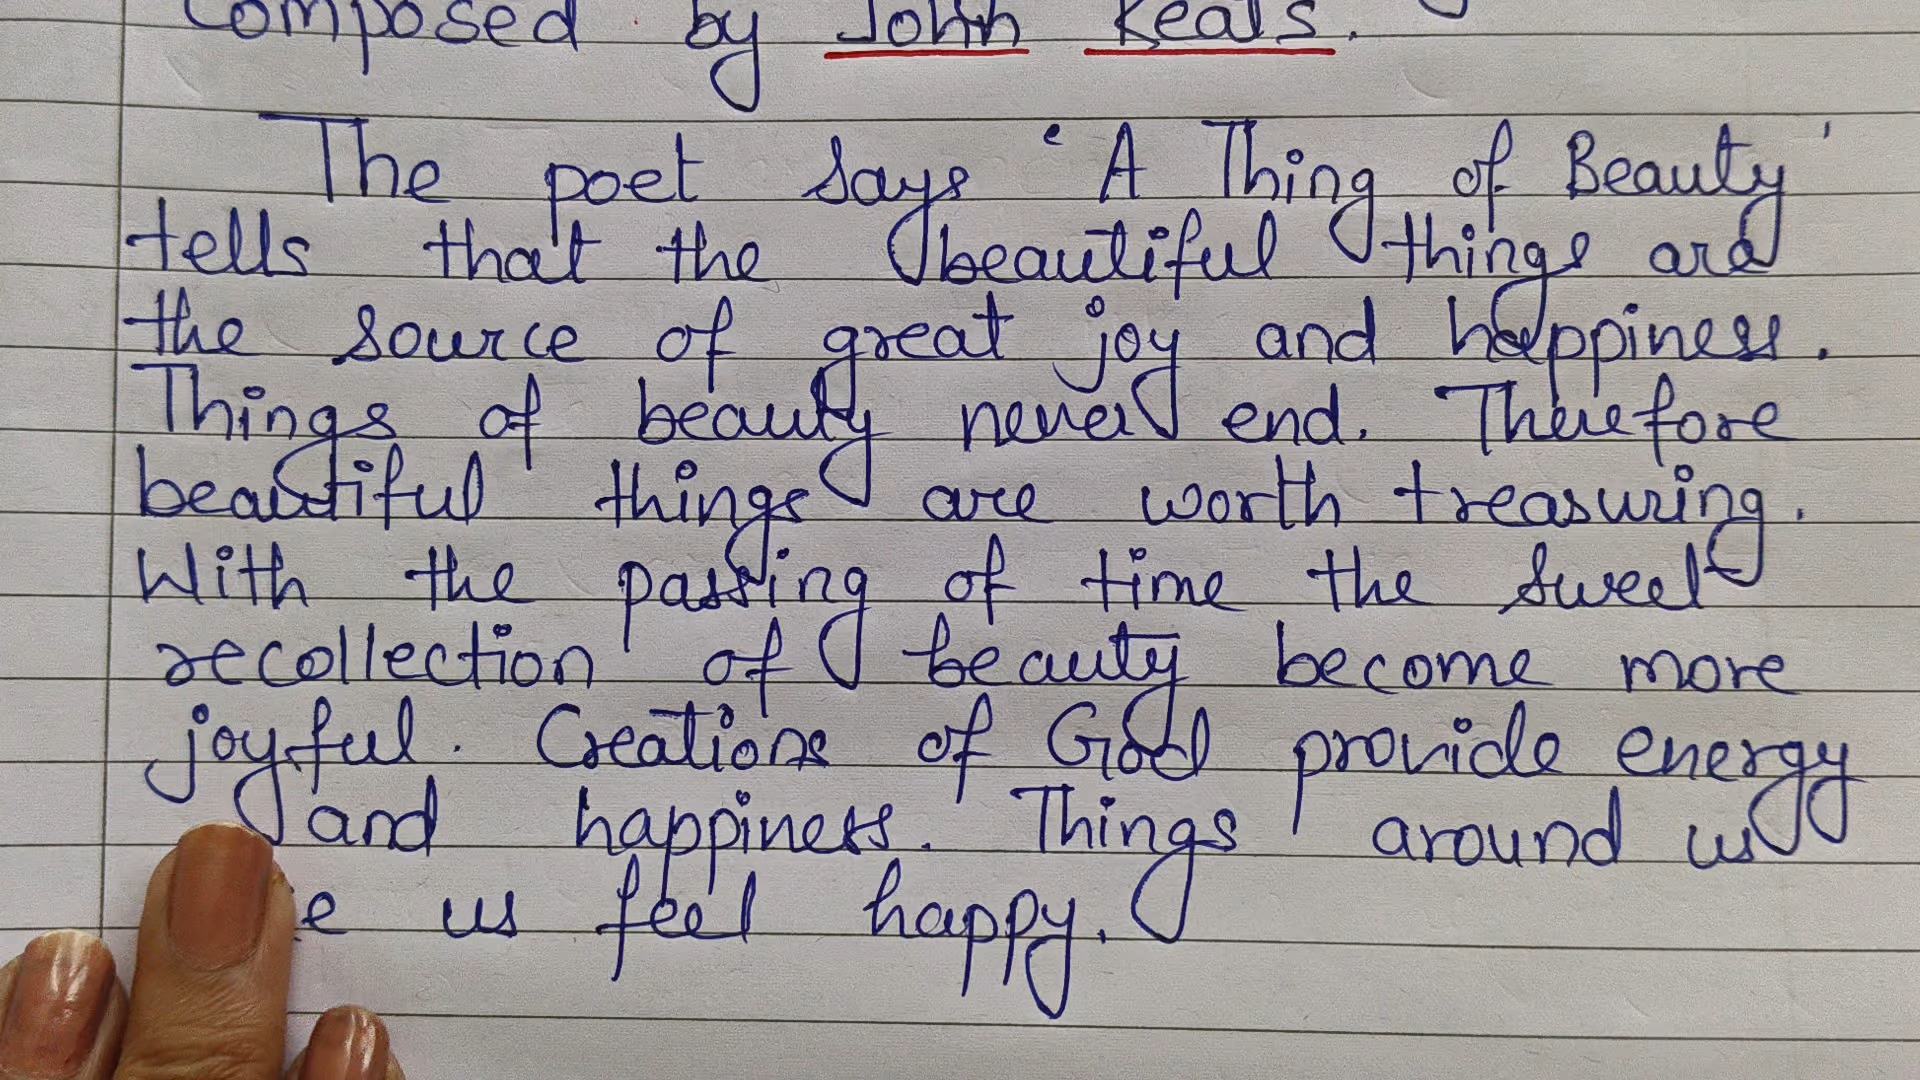 composed by John Keats.
The poet says 'A Thing of Beauty'
tells that the beautiful things are
the source of great joy and happiness.
Things of beauty never end. Therefore
beautiful things are worth treasuring.
With the passing of time the sweet
recollection of beauty become more
joyful. Creations of God provide energy
and happiness. Things around us
us feel happy.